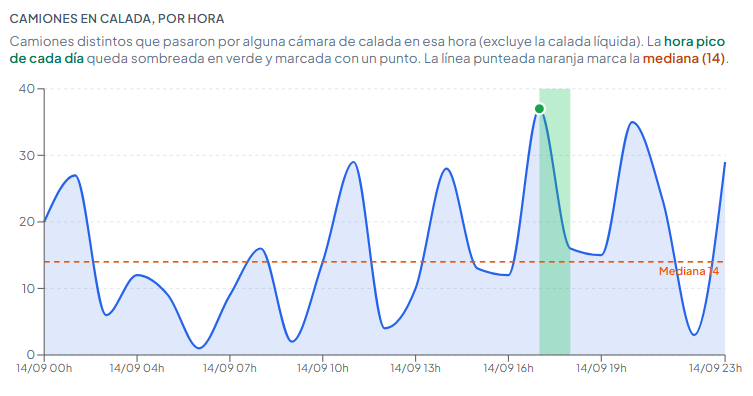 CAMIONES EN CALADA, POR HORA
Camiones distintos que pasaron por alguna cámara de calada en esa hora (excluye la calada líquida). La hora pico
de cada día queda sombreada en verde y marcada con un punto. La línea punteada naranja marca la mediana (14).
40
30
20
10
0
Mediana 14
14/09 00h 14/09 04h 14/09 07h 14/09 10h 14/09 13h 14/09 16h 14/09 19h 14/09 23h